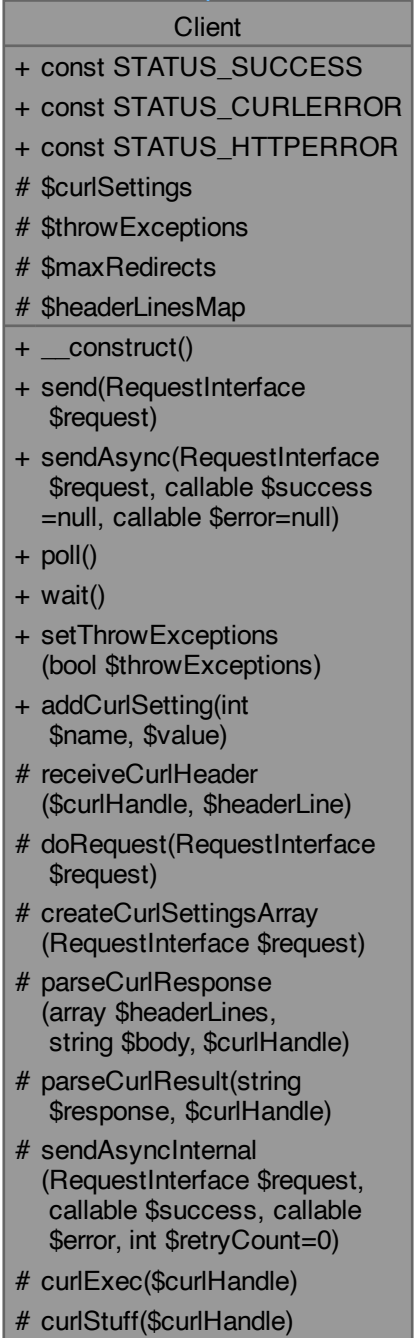 Client
+ const STATUS_SUCCESS
+ const STATUS_CURLERROR
+ const STATUS_HTTPERROR
# $curlSettings
# $throwExceptions
# $maxRedirects
# $headerLinesMap
+ __construct()
+ send(RequestInterface
$request)
+ sendAsync(RequestInterface
$request, callable $success
=null, callable $error=null)
+ poll()
+ wait()
+ setThrowExceptions
(bool $throwExceptions)
+ addCurlSetting(int
$name, $value)
# receiveCurlHeader
($curlHandle, $headerLine)
# doRequest(RequestInterface
$request)
# createCurlSettingsArray
(RequestInterface $request)
# parseCurlResponse
(array $headerLines,
string $body, $curlHandle)
# parseCurlResult(string
$response, $curlHandle)
# sendAsyncInternal
(RequestInterface $request,
callable $success, callable
$error, int $retryCount=0)
# curlExec($curlHandle)
# curlStuff($curlHandle)